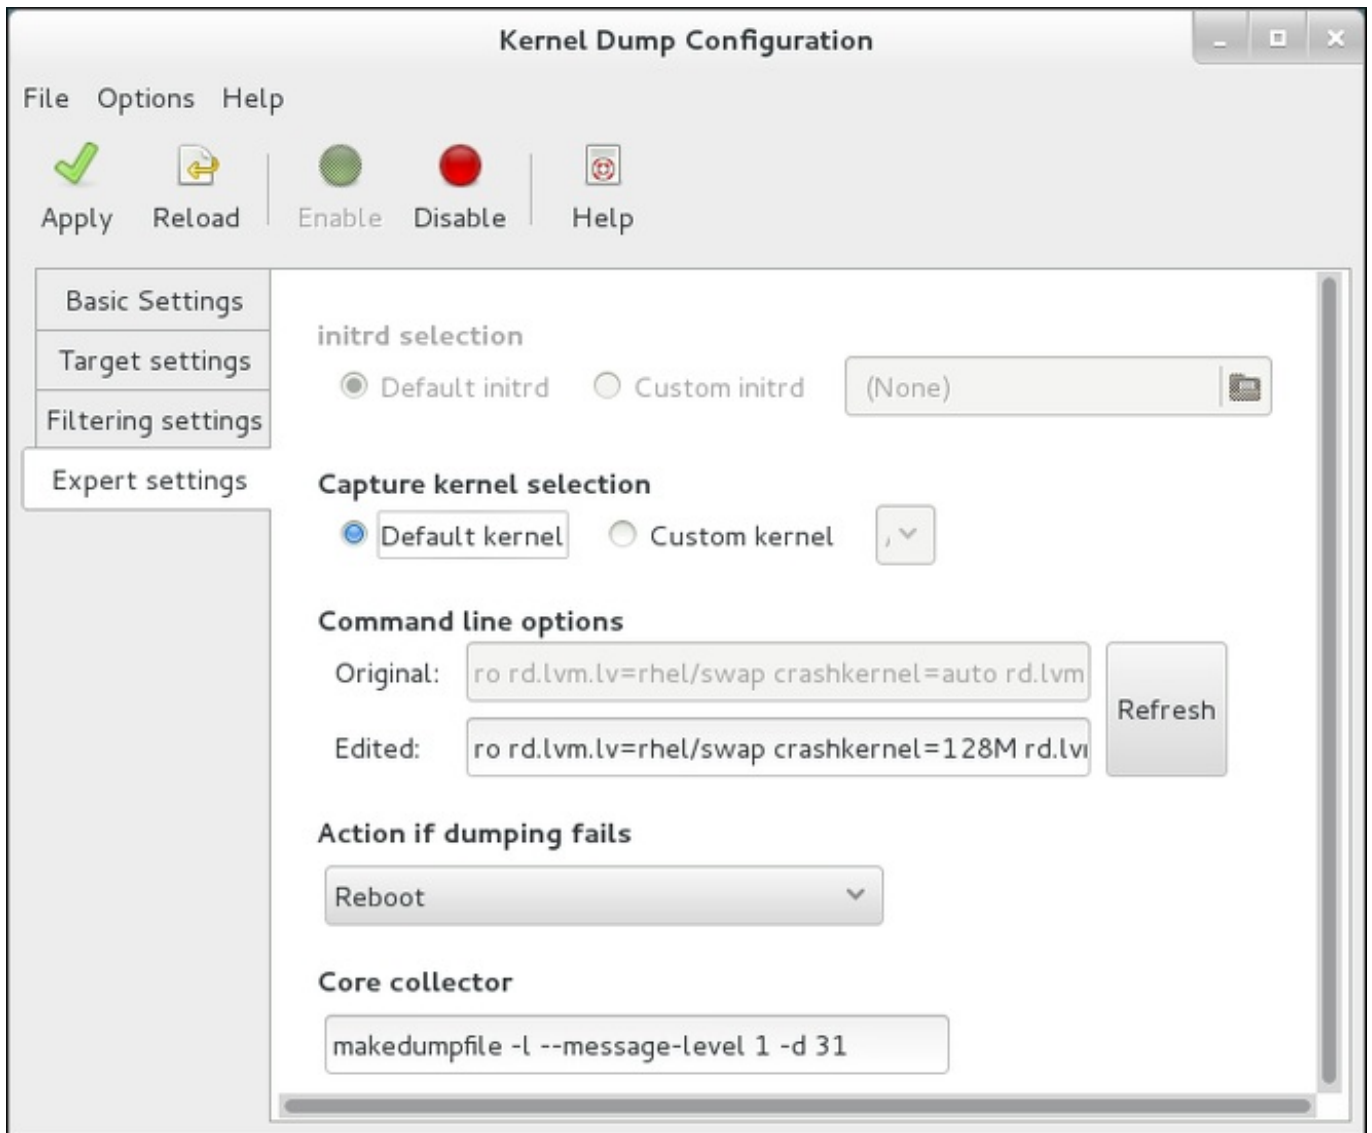 Kernel Dump Configuration
File Options Help
Apply Reload Enable Disable Help
Basic Settings
Target settings
Filtering settings
Expert settings
initrd selection
Default initrd Custom initrd (None)
Capture kernel selection
Default kernel Custom kernel
Command line options
Original: ro rd.lvm.lv=rhel/swap crashkernel=auto rd.lvm
Edited: ro rd.lvm.lv=rhel/swap crashkernel=128M rd.lv
Refresh
Action if dumping fails
Reboot
Core collector
makedumpfile -l --message-level 1 -d 31